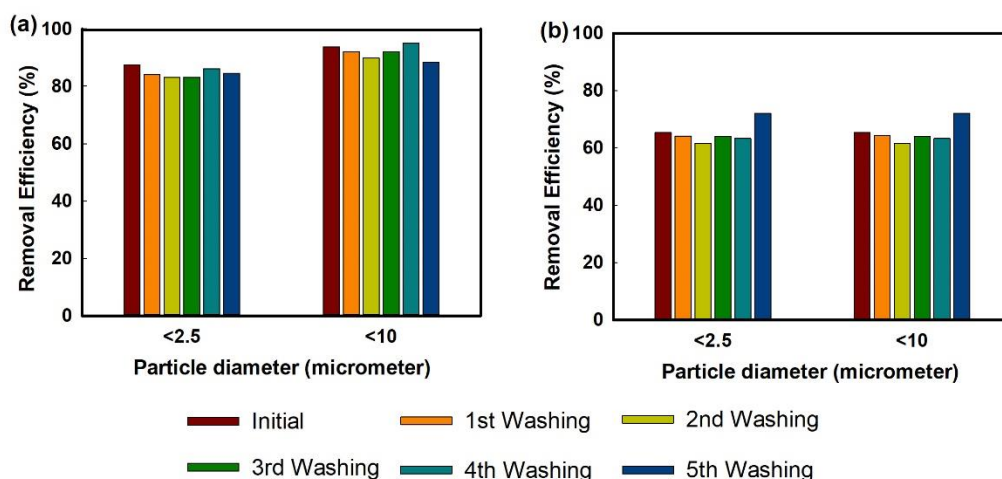 (a)
100
80
60
40
20
0
Removal Efficiency (%)
<2.5 <10
Particle diameter (micrometer)
(b)
100
80
60
40
20
0
Removal Efficiency (%)
<2.5 <10
Particle diameter (micrometer)
Initial 1st Washing 2nd Washing
3rd Washing 4th Washing 5th Washing